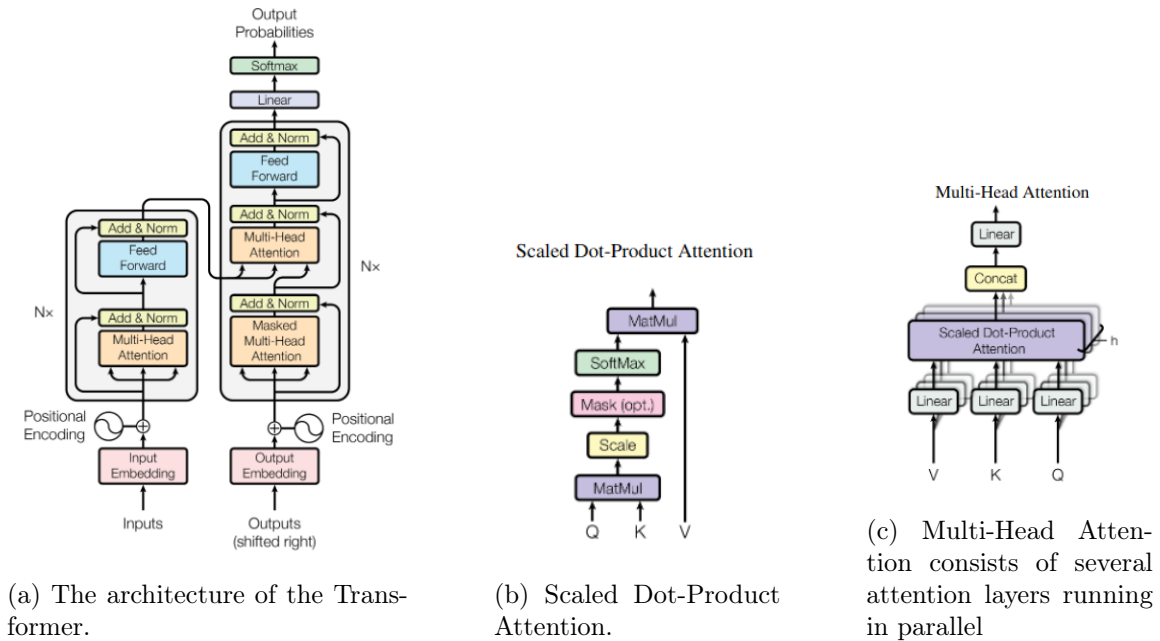 Output
Probabilities
Softmax
Linear
Add & Norm
Feed
Forward
Add & Norm
Multi-Head
Attention
Nx
Add & Norm
Masked
Multi-Head
Attention
Add & Norm
Feed
Forward
Nx
Add & Norm
Multi-Head
Attention
Positional
Encoding
Positional
Encoding
Input
Embedding
Output
Embedding
Inputs
Outputs
(shifted right)
(a) The architecture of the Trans-
former.
Scaled Dot-Product Attention
MatMul
SoftMax
Mask (opt.)
Scale
MatMul
Q K V
(b) Scaled Dot-Product
Attention.
Multi-Head Attention
Linear
Concat
Scaled Dot-Product
Attention
h
Linear Linear Linear
V K Q
(c) Multi-Head Atten-
tion consists of several
attention layers running
in parallel